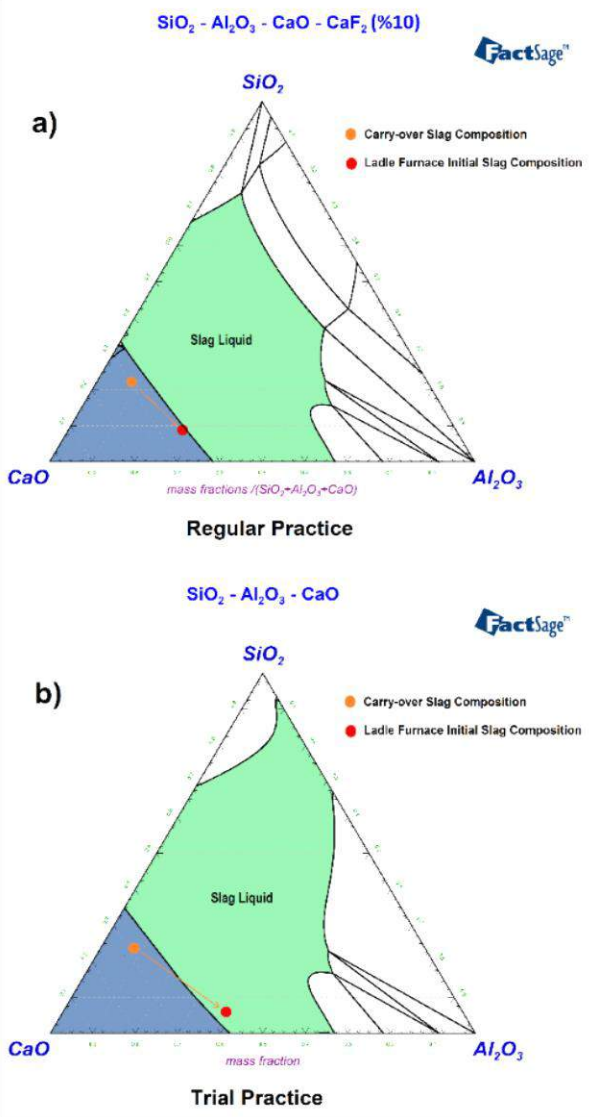 SiO₂ - Al₂O₃ - CaO - CaF₂ (%10)
FactSage™
SiO₂
a)
Carry-over Slag Composition
Ladle Furnace Initial Slag Composition
Slag Liquid
CaO
Al₂O₃
mass fractions /(SiO₂+Al₂O₃+CaO)
Regular Practice
SiO₂ - Al₂O₃ - CaO
FactSage™
SiO₂
b)
Carry-over Slag Composition
Ladle Furnace Initial Slag Composition
Slag Liquid
CaO
Al₂O₃
mass fraction
Trial Practice